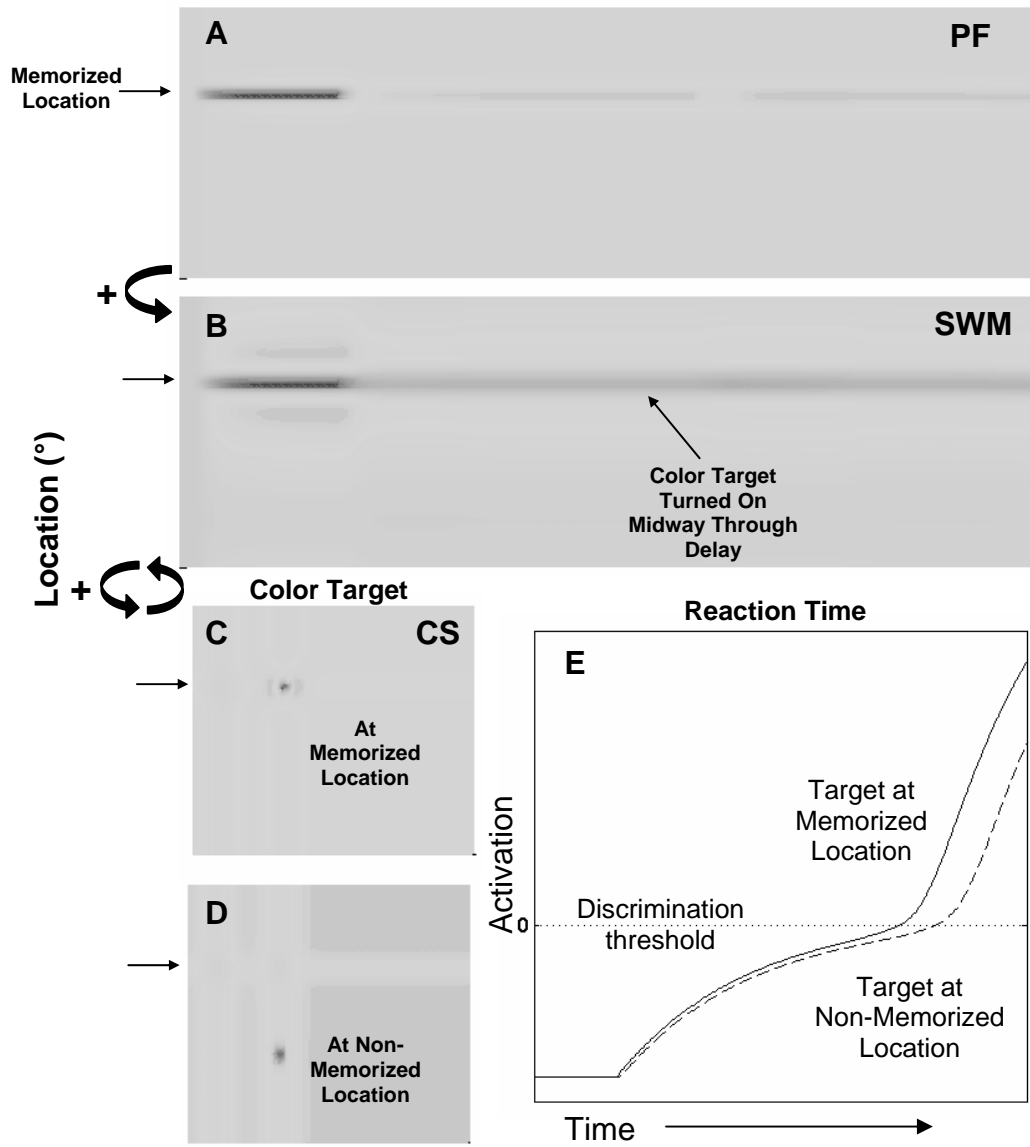 A
PF
Memorized
Location
+
B
SWM
Color Target
Turned On
Midway Through
Delay
Location (°)
+
Color Target
C
CS
At
Memorized
Location
D
At Non-
Memorized
Location
Reaction Time
E
Activation
0
Target at
Memorized
Location
Discrimination
threshold
Target at
Non-Memorized
Location
Time